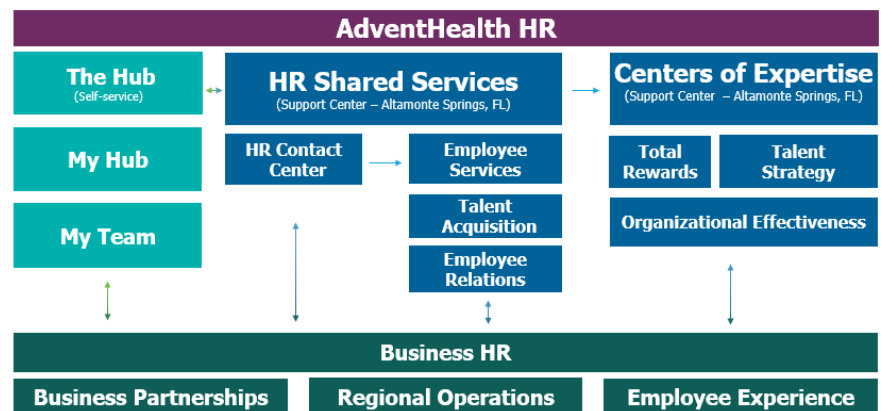 AdventHealth HR
The Hub
(Self-service)
HR Shared Services
(Support Center – Altamonte Springs, FL)
Centers of Expertise
(Support Center – Altamonte Springs, FL)
My Hub
HR Contact
Center
Employee
Services
Total
Rewards
Talent
Strategy
My Team
Talent
Acquisition
Organizational Effectiveness
Employee
Relations
Business HR
Business Partnerships
Regional Operations
Employee Experience